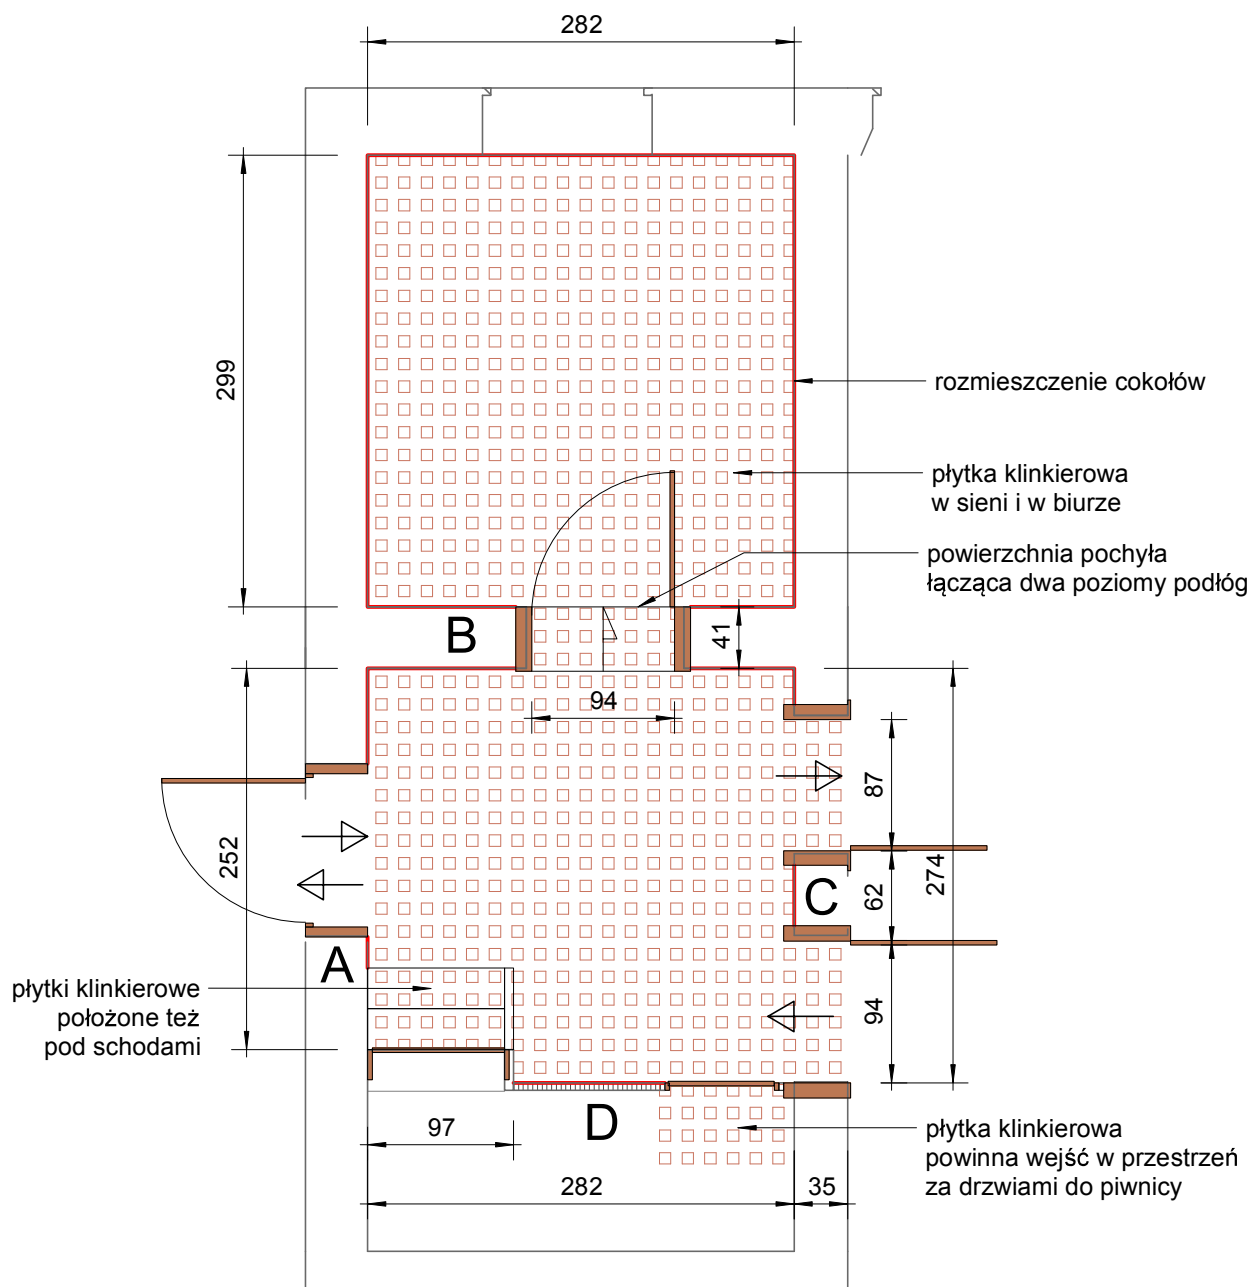 282
299
rozmieszczenie cokołów
płytka klinkierowa
w sieni i w biurze
powierzchnia pochyła
łącząca dwa poziomy podłóg
B
41
94
87
252
274
62
C
A
płytki klinkierowe
położone też
pod schodami
94
D
97
płytka klinkierowa
powinna wejść w przestrzeń
za drzwiami do piwnicy
282
35